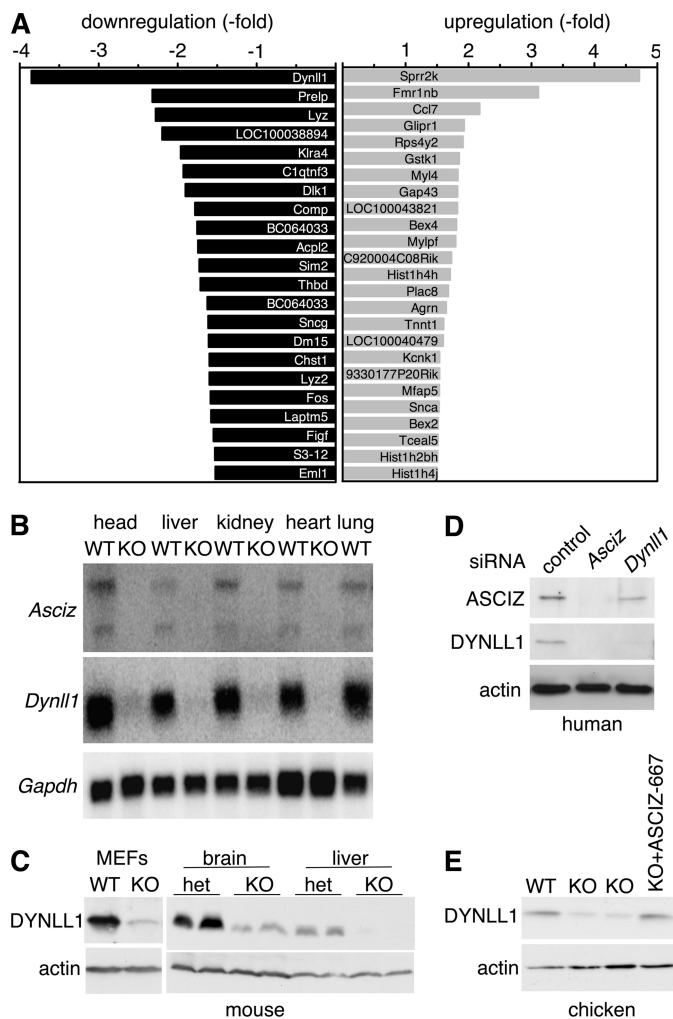 A
downregulation (-fold)
upregulation (-fold)
-4 -3 -2 -1 1 2 3 4 5
Dynll1
Prelp
Lyz
LOC100038894
Klra4
C1qtnf3
Dlk1
Comp
BC064033
Acpl2
Sim2
Thbd
BC064033
Sncg
Dm15
Chst1
Lyz2
Fos
Laptm5
Figf
S3-12
Eml1
Sprr2k
Fmr1nb
Ccl7
Glipr1
Rps4y2
Gstk1
Myl4
Gap43
LOC100043821
Bex4
Mylpf
C920004C08Rik
Hist1h4h
Plac8
Agrn
Tnnt1
LOC100040479
Kcnk1
9330177P20Rik
Mfap5
Snca
Bex2
Tceal5
Hist1h2bh
Hist1h4j
B
head liver kidney heart lung
WT KO WT KO WT KO WT KO WT
Asciz
Dynll1
Gapdh
D
siRNA control Asciz Dynll1
ASCIZ
DYNLL1
actin
human
C
MEFs brain liver
WT KO het KO het KO
DYNLL1
actin
mouse
E
WT KO KO KO+ASCIZ-667
DYNLL1
actin
chicken